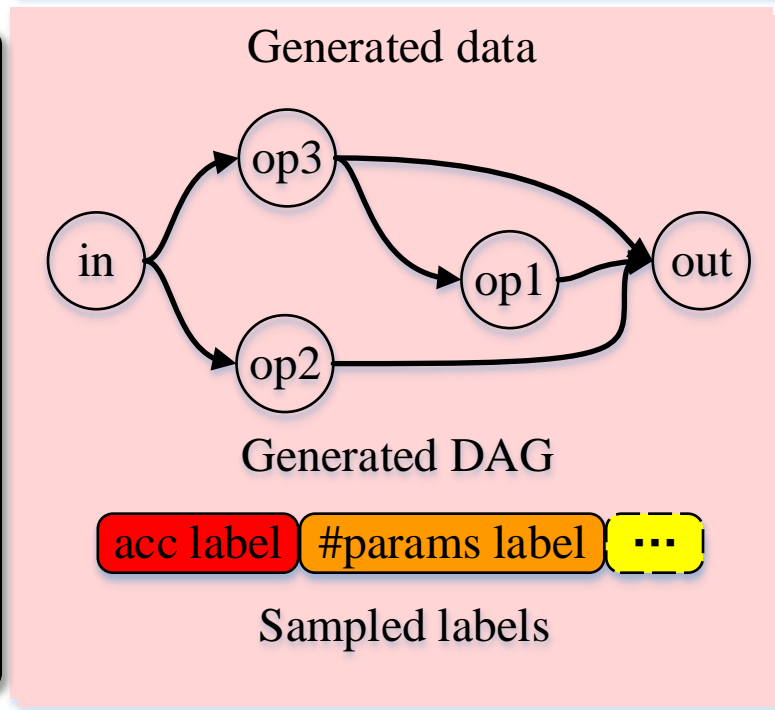 Generated data
op3
in
op1
out
op2
Generated DAG
acc label #params label ...
Sampled labels